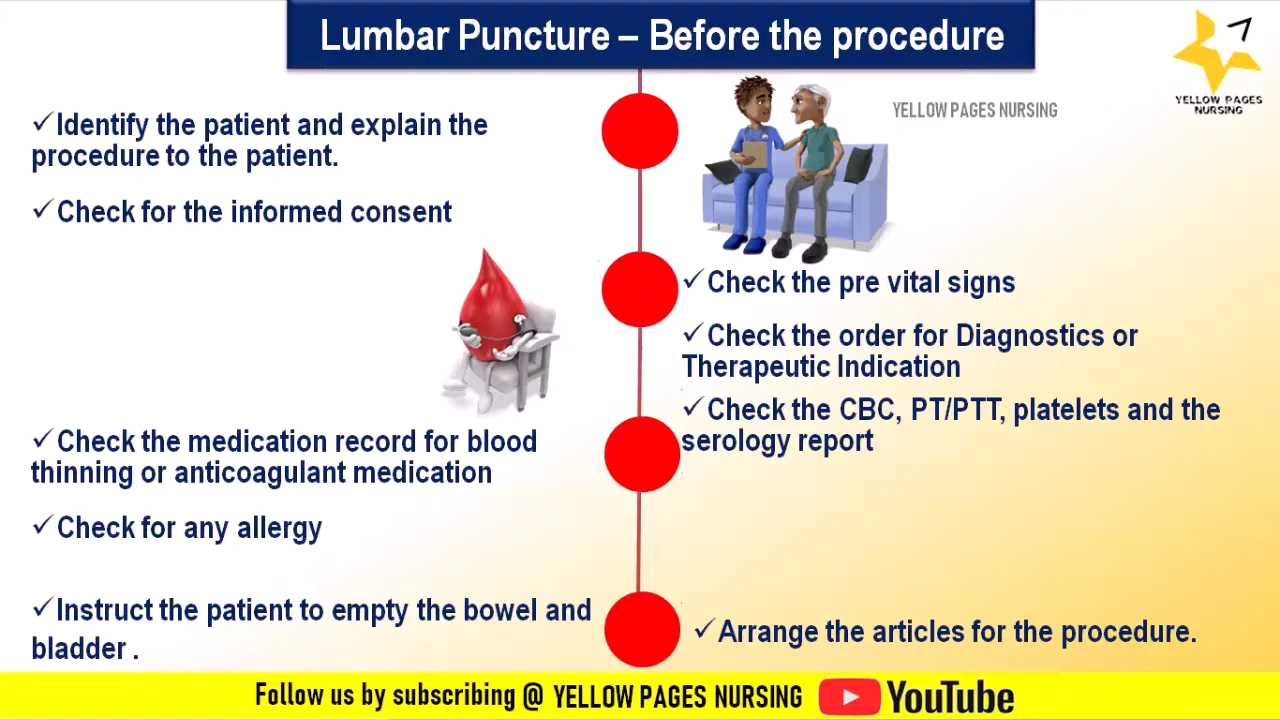 Lumbar Puncture – Before the procedure
YELLOW PAGES
NURSING
YELLOW PAGES NURSING
✓Identify the patient and explain the
procedure to the patient.
✓Check for the informed consent
✓Check the pre vital signs
✓Check the order for Diagnostics or
Therapeutic Indication
✓Check the CBC, PT/PTT, platelets and the
serology report
✓Check the medication record for blood
thinning or anticoagulant medication
✓Check for any allergy
✓Instruct the patient to empty the bowel and
bladder .
✓Arrange the articles for the procedure.
Follow us by subscribing @ YELLOW PAGES NURSING YouTube